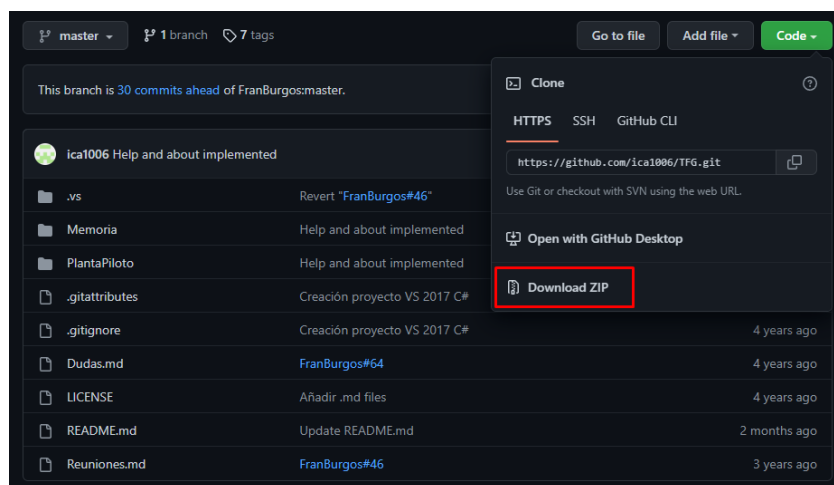 master 1 branch 7 tags Go to file Add file Code
This branch is 30 commits ahead of FranBurgos:master.
Clone
HTTPS SSH GitHub CLI
https://github.com/ica1006/TFG.git
Use Git or checkout with SVN using the web URL.
Open with GitHub Desktop
Download ZIP
ica1006 Help and about implemented
.vs Revert "FranBurgos#46"
Memoria Help and about implemented
PlantaPiloto Help and about implemented
.gitattributes Creación proyecto VS 2017 C#
.gitignore Creación proyecto VS 2017 C# 4 years ago
Dudas.md FranBurgos#64 4 years ago
LICENSE Añadir .md files 4 years ago
README.md Update README.md 2 months ago
Reuniones.md FranBurgos#46 3 years ago